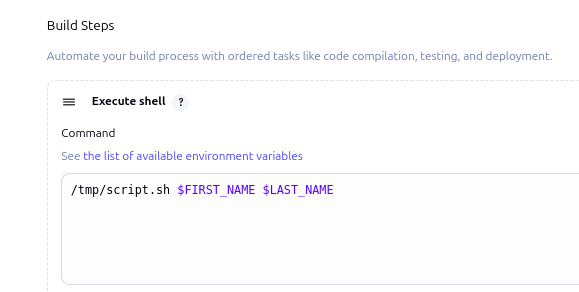 Build Steps
Automate your build process with ordered tasks like code compilation, testing, and deployment.
Execute shell ?
Command
See the list of available environment variables
/tmp/script.sh $FIRST_NAME $LAST_NAME